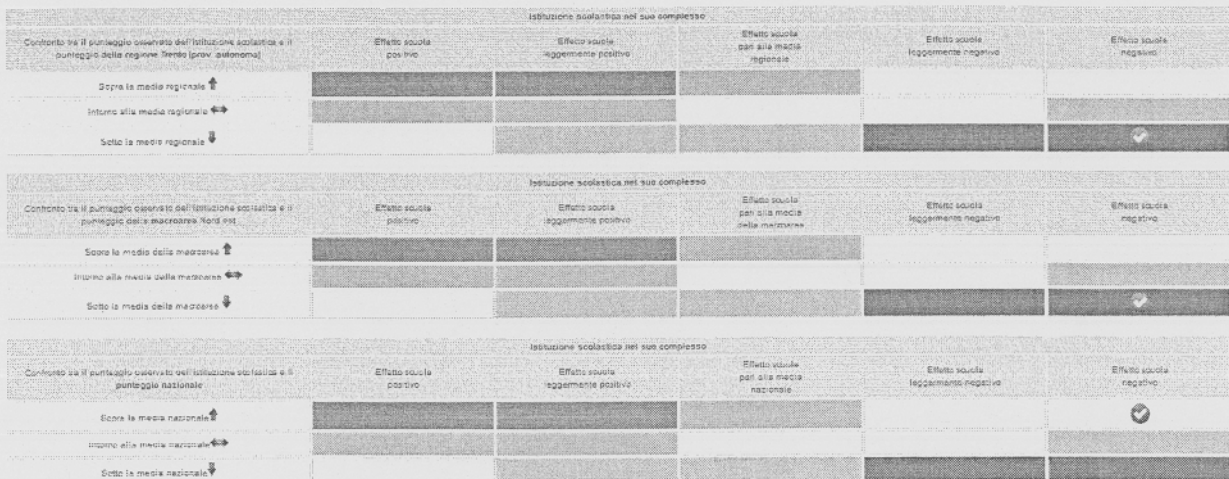 Istituzione scolastica nel suo complesso
Confronto tra il punteggio osservato dell'istituzione scolastica e il
punteggio della regione Trento (prov. autonoma)
Effetto scuola
positivo
Effetto scuola
leggermente positivo
Effetto scuola
pari alla media
regionale
Effetto scuola
leggermente negativo
Effetto scuola
negativo
Sopra la media regionale
Intorno alla media regionale
Sotto la media regionale
Istituzione scolastica nel suo complesso
Confronto tra il punteggio osservato dell'istituzione scolastica e il
punteggio della macroarea Nord est
Effetto scuola
positivo
Effetto scuola
leggermente positivo
Effetto scuola
pari alla media
della macroarea
Effetto scuola
leggermente negativo
Effetto scuola
negativo
Sopra la media della macroarea
Intorno alla media della macroarea
Sotto la media della macroarea
Istituzione scolastica nel suo complesso
Confronto tra il punteggio osservato dell'istituzione scolastica e il
punteggio nazionale
Effetto scuola
positivo
Effetto scuola
leggermente positivo
Effetto scuola
pari alla media
nazionale
Effetto scuola
leggermente negativo
Effetto scuola
negativo
Sopra la media nazionale
Intorno alla media nazionale
Sotto la media nazionale